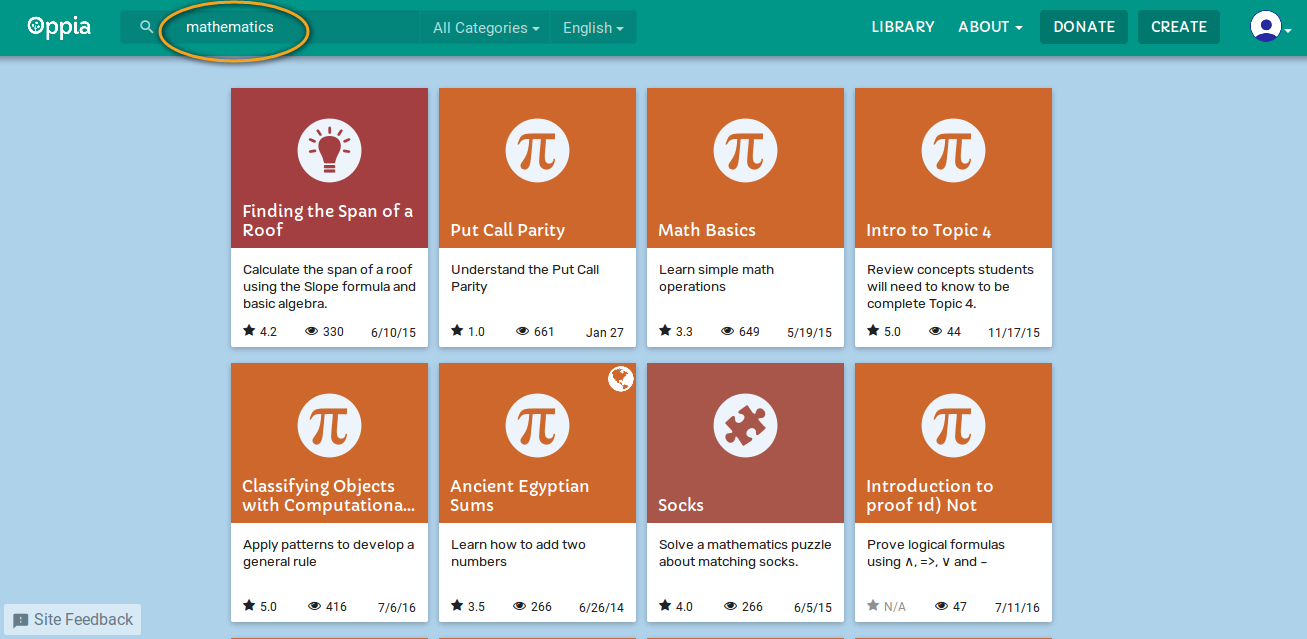 Oppia
mathematics
All Categories
English
LIBRARY
ABOUT
DONATE
CREATE
Finding the Span of a
Roof
Calculate the span of a roof
using the Slope formula and
basic algebra.
4.2 330 6/10/15
Put Call Parity
Understand the Put Call
Parity
1.0 661 Jan 27
Math Basics
Learn simple math
operations
3.3 649 5/19/15
Intro to Topic 4
Review concepts students
will need to know to be
complete Topic 4.
5.0 44 11/17/15
Classifying Objects
with Computationa...
Apply patterns to develop a
general rule
5.0 416 7/6/16
Ancient Egyptian
Sums
Learn how to add two
numbers
3.5 266 6/26/14
Socks
Solve a mathematics puzzle
about matching socks.
4.0 266 6/5/15
Introduction to
proof 1d) Not
Prove logical formulas
using ∧, =>, ∨ and ~
N/A 47 7/11/16
Site Feedback